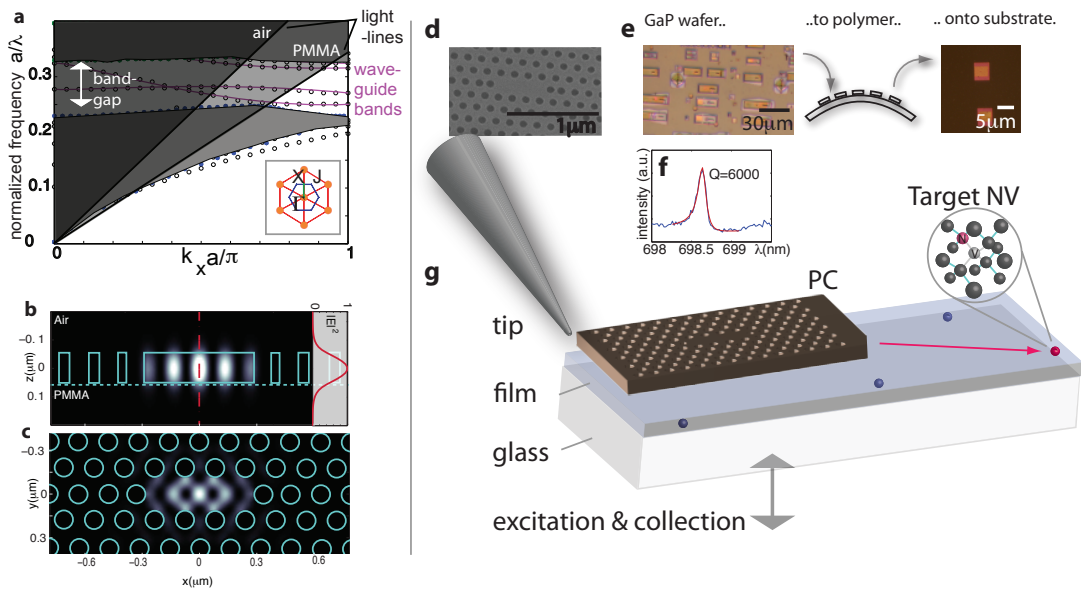 a
normalized frequency a/λ
0.3
0.2
0.1
0
0
1
k_x a/π
air
PMMA
light
-lines
wave-
guide
bands
band-
gap
X J
b
Air
PMMA
z(μm)
-0.1
0
0.1
0
1
|E|²
c
y(μm)
−0.3
0
0.3
−0.6
−0.3
0
0.3
0.6
x(μm)
d
1μm
e
GaP wafer..
..to polymer..
.. onto substrate.
30μm
5μm
f
Q=6000
intensity (a.u.)
698
698.5
699
λ(nm)
g
tip
film
glass
PC
Target NV
N
V
excitation & collection